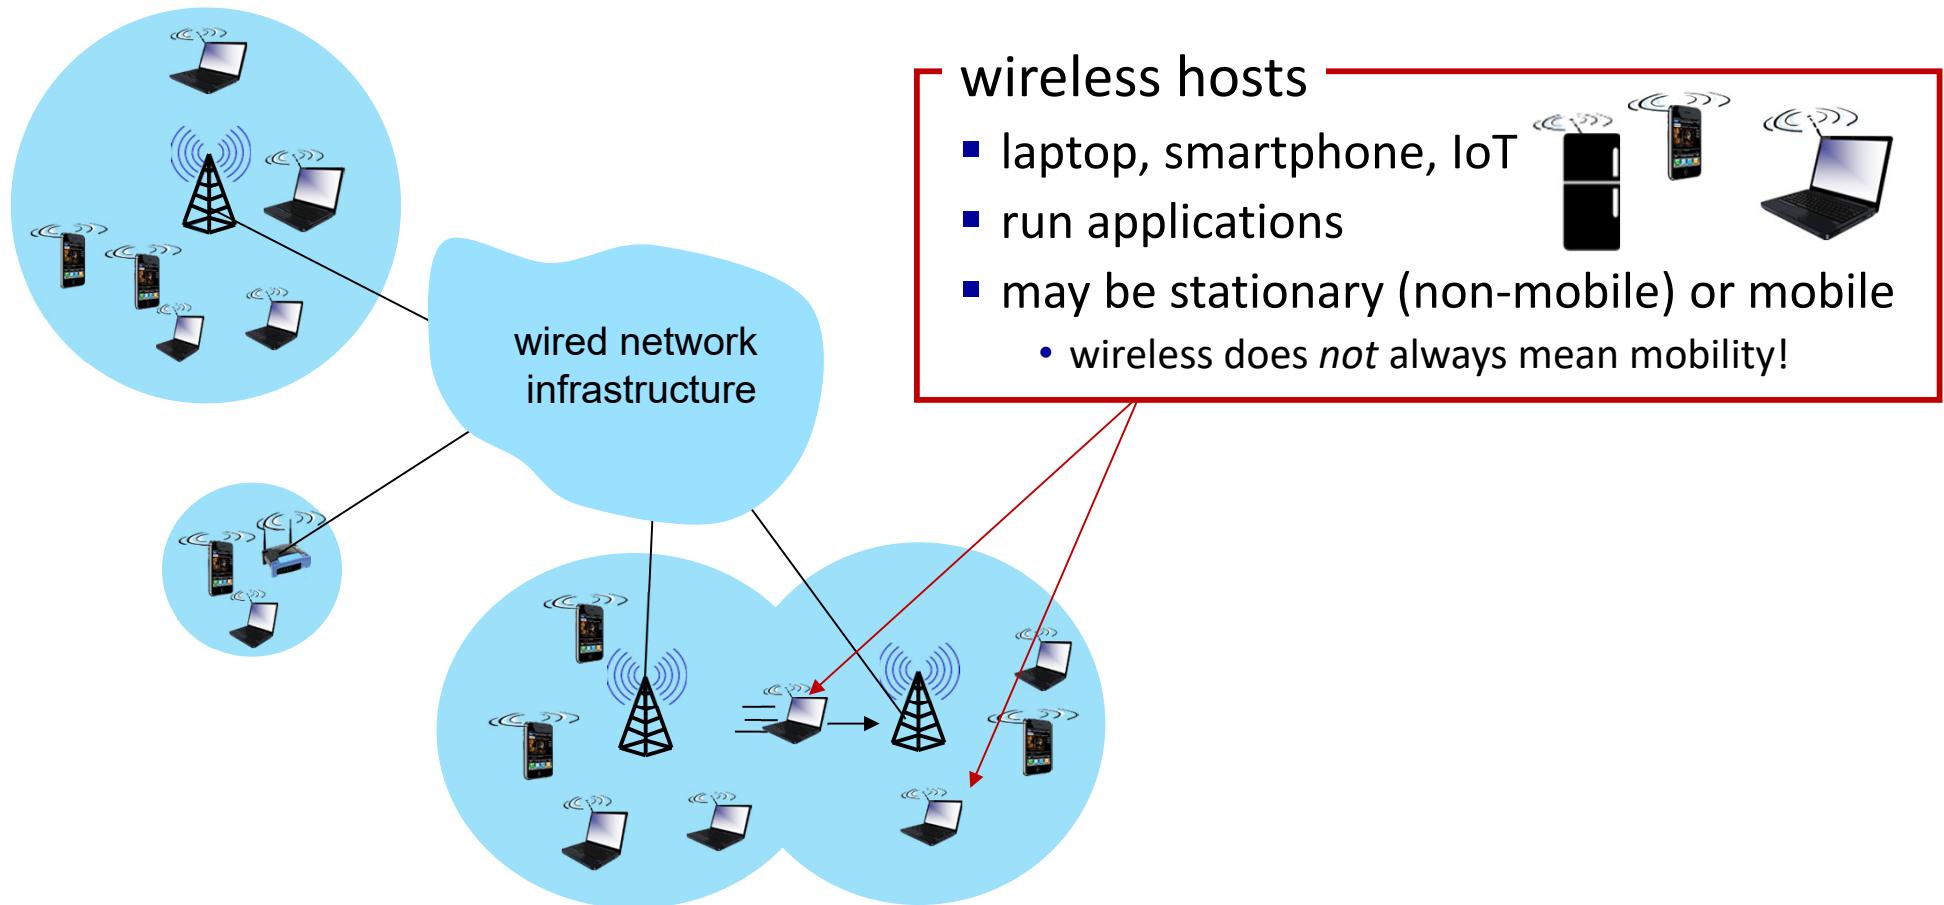 wireless hosts
laptop, smartphone, IoT
run applications
may be stationary (non-mobile) or mobile
wireless does not always mean mobility!
wired network
infrastructure